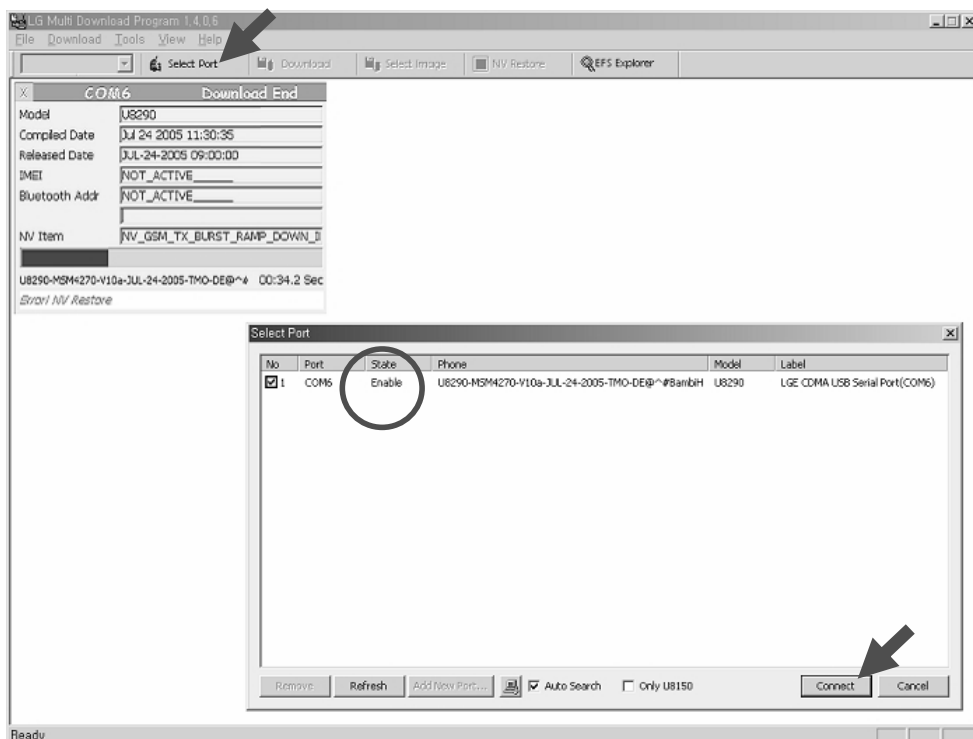 LG Multi Download Program 1,4,0,6
File Download Tools View Help
Select Port Download Select Image NV Restore EFS Explorer
X COM6 Download End
Model U8290
Compiled Date Jul 24 2005 11:30:35
Released Date JUL-24-2005 09:00:00
IMEI NOT_ACTIVE______
Bluetooth Addr NOT_ACTIVE______
NV Item NV_GSM_TX_BURST_RAMP_DOWN_I
U8290-MSM4270-V10a-JUL-24-2005-TMO-DE@^# 00:34.2 Sec
Error! NV Restore
Select Port
No Port State Phone Model Label
1 COM6 Enable U8290-MSM4270-V10a-JUL-24-2005-TMO-DE@^#BambiH U8290 LGE CDMA USB Serial Port(COM6)
Remove Refresh Add New Port... Auto Search Only U8150 Connect Cancel
Ready